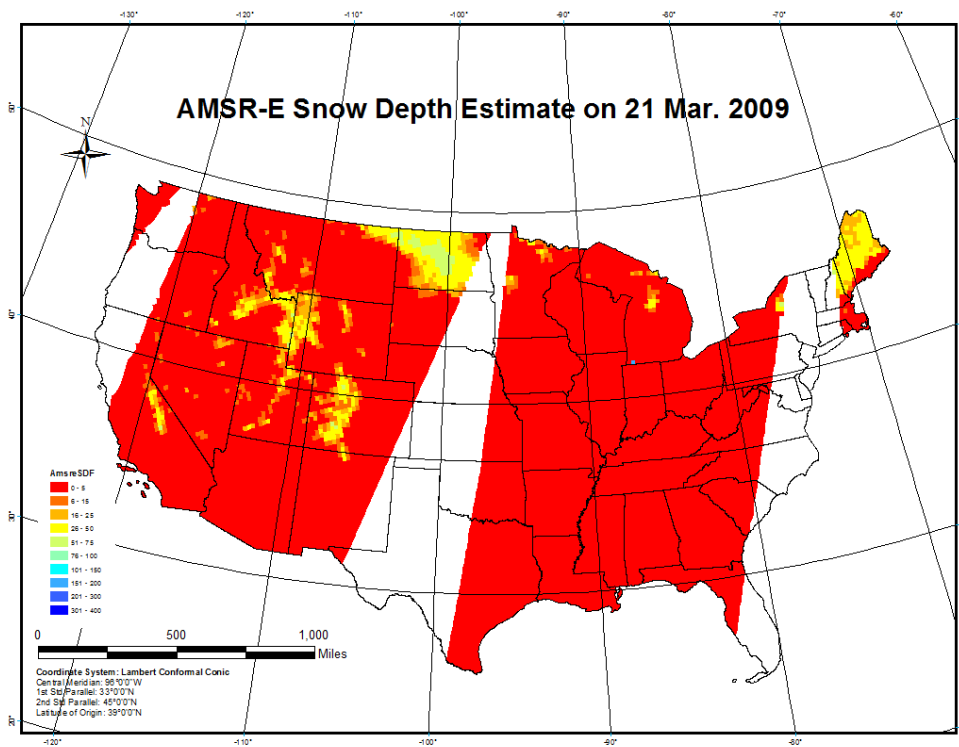 -130°
-120°
-110°
-100°
-90°
-80°
-70°
-60°
50°
AMSR-E Snow Depth Estimate on 21 Mar. 2009
N
40°
AmsreSDF
0 - 5
6 - 15
16 - 25
26 - 50
51 - 75
76 - 100
101 - 150
151 - 200
201 - 300
301 - 400
30°
0 500 1,000
Miles
Coordinate System: Lambert Conformal Conic
Central Meridian: 96°0'0"W
1st Std Parallel: 33°0'0"N
2nd Std Parallel: 45°0'0"N
Latitude of Origin: 39°0'0"N
20°
-120°
-110°
-100°
-90°
-80°